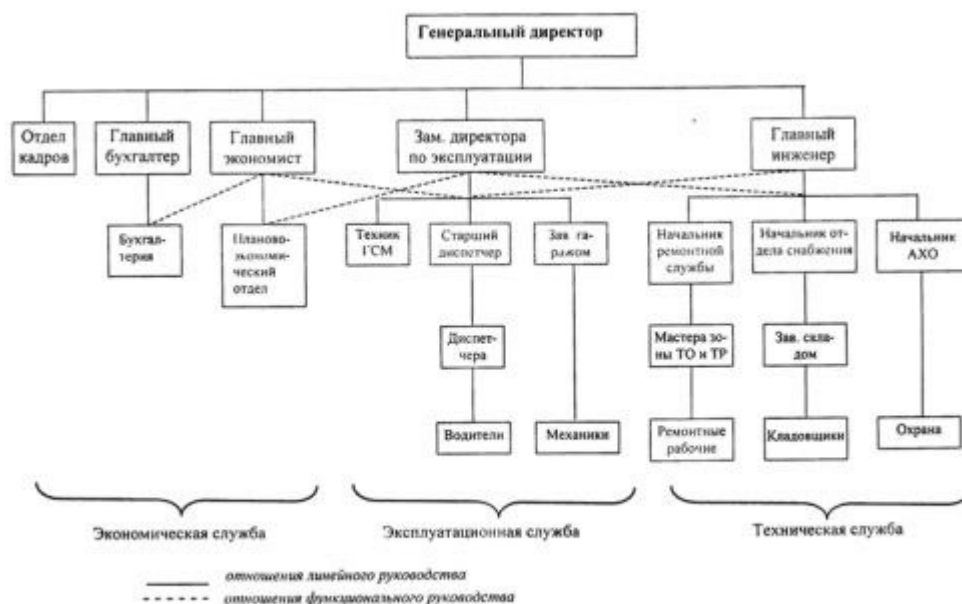 Генеральный директор
Отдел
кадров
Главный
бухгалтер
Главный
экономист
Зам. директора
по эксплуатации
Главный
инженер
Бухгал-
терия
Планово-
экономи-
ческий
отдел
Техник
ГСМ
Старший
диспетчер
Зав. га-
ражом
Начальник
ремонтной
службы
Начальник от-
дела снабжения
Начальник
АХО
Диспет-
чера
Мастера зо-
ны ТО и ТР
Зав. скла-
дом
Водители
Механики
Ремонтные
рабочие
Кладовщики
Охрана
Экономическая служба
Эксплуатационная служба
Техническая служба
отношения линейного руководства
отношения функционального руководства